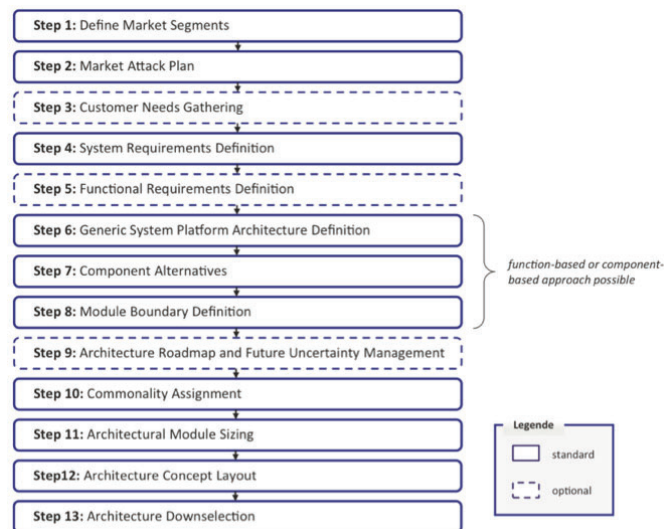 Step 1: Define Market Segments
Step 2: Market Attack Plan
Step 3: Customer Needs Gathering
Step 4: System Requirements Definition
Step 5: Functional Requirements Definition
Step 6: Generic System Platform Architecture Definition
Step 7: Component Alternatives
Step 8: Module Boundary Definition
function-based or component-
based approach possible
Step 9: Architecture Roadmap and Future Uncertainty Management
Step 10: Commonality Assignment
Step 11: Architectural Module Sizing
Step12: Architecture Concept Layout
Step 13: Architecture Downselection
Legende
standard
optional